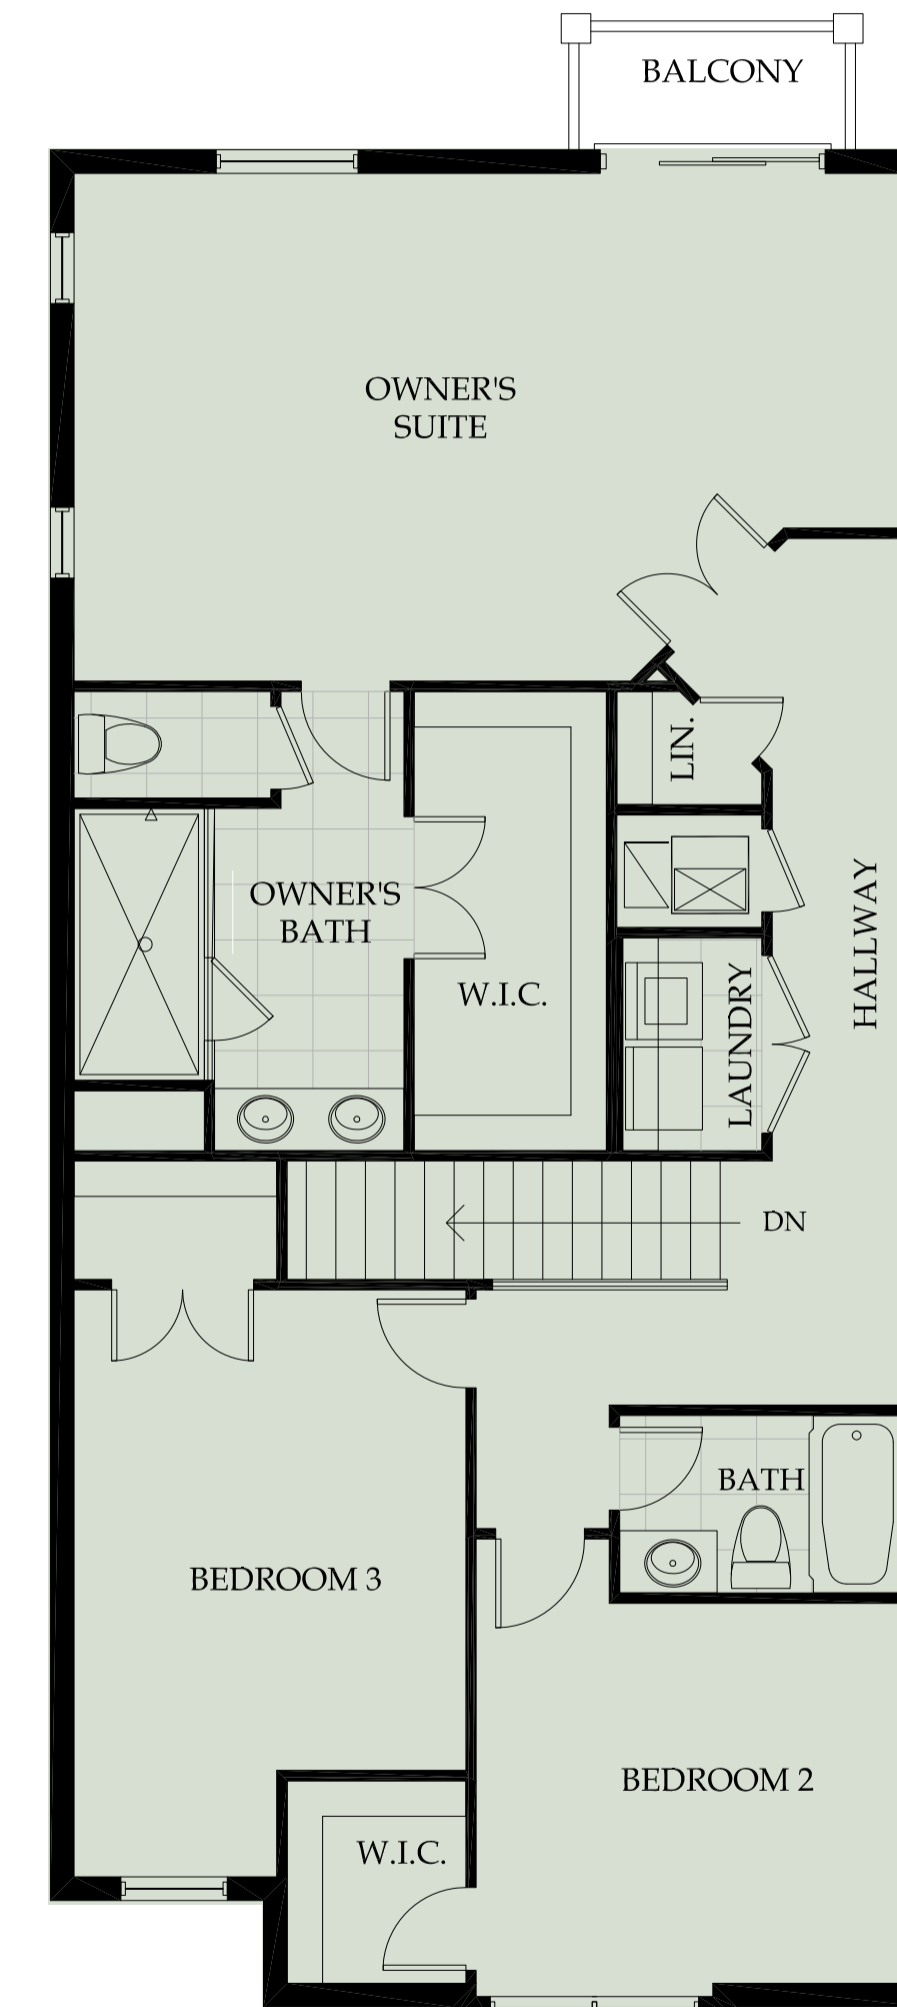 BALCONY
OWNER'S
SUITE
LIN.
OWNER'S
BATH
HALLWAY
W.I.C.
LAUNDRY
DN
BATH
BEDROOM 3
BEDROOM 2
W.I.C.